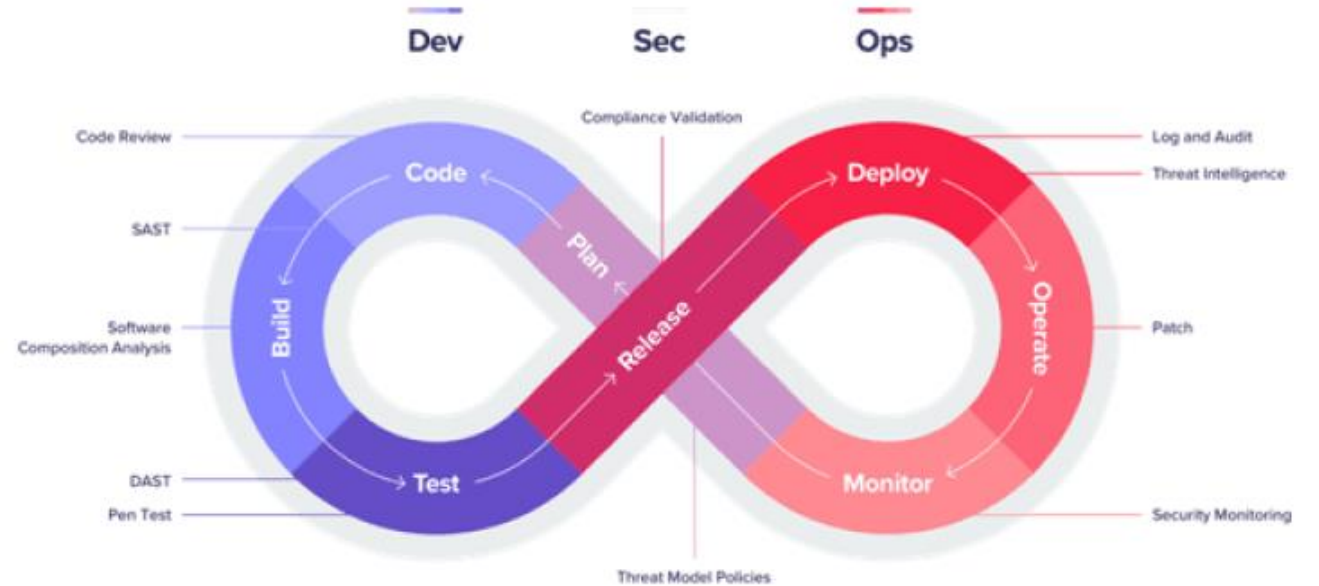 Dev
Sec
Ops
Compliance Validation
Code Review
Log and Audit
Code
Deploy
Threat Intelligence
SAST
Plan
Build
Software
Composition Analysis
Release
Operate
Patch
DAST
Test
Monitor
Pen Test
Security Monitoring
Threat Model Policies